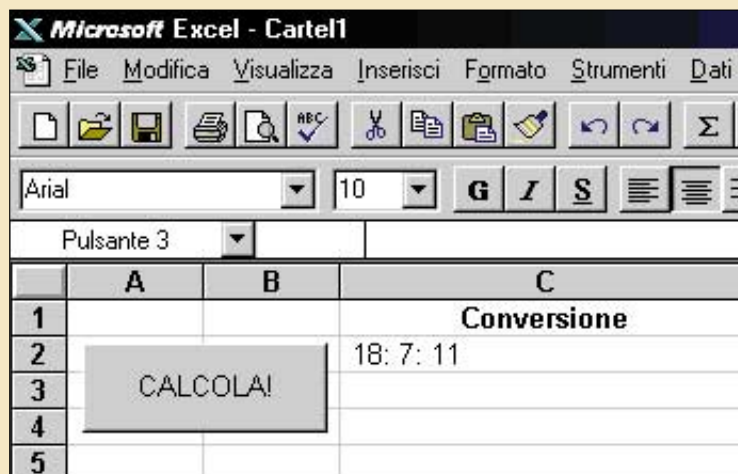 Microsoft Excel - Cartel1
File Modifica Visualizza Inserisci Formato Strumenti Dati
ABC Σ
Arial 10 G I S
Pulsante 3
A B C
1 Conversione
2 18: 7: 11
3 CALCOLA!
4
5